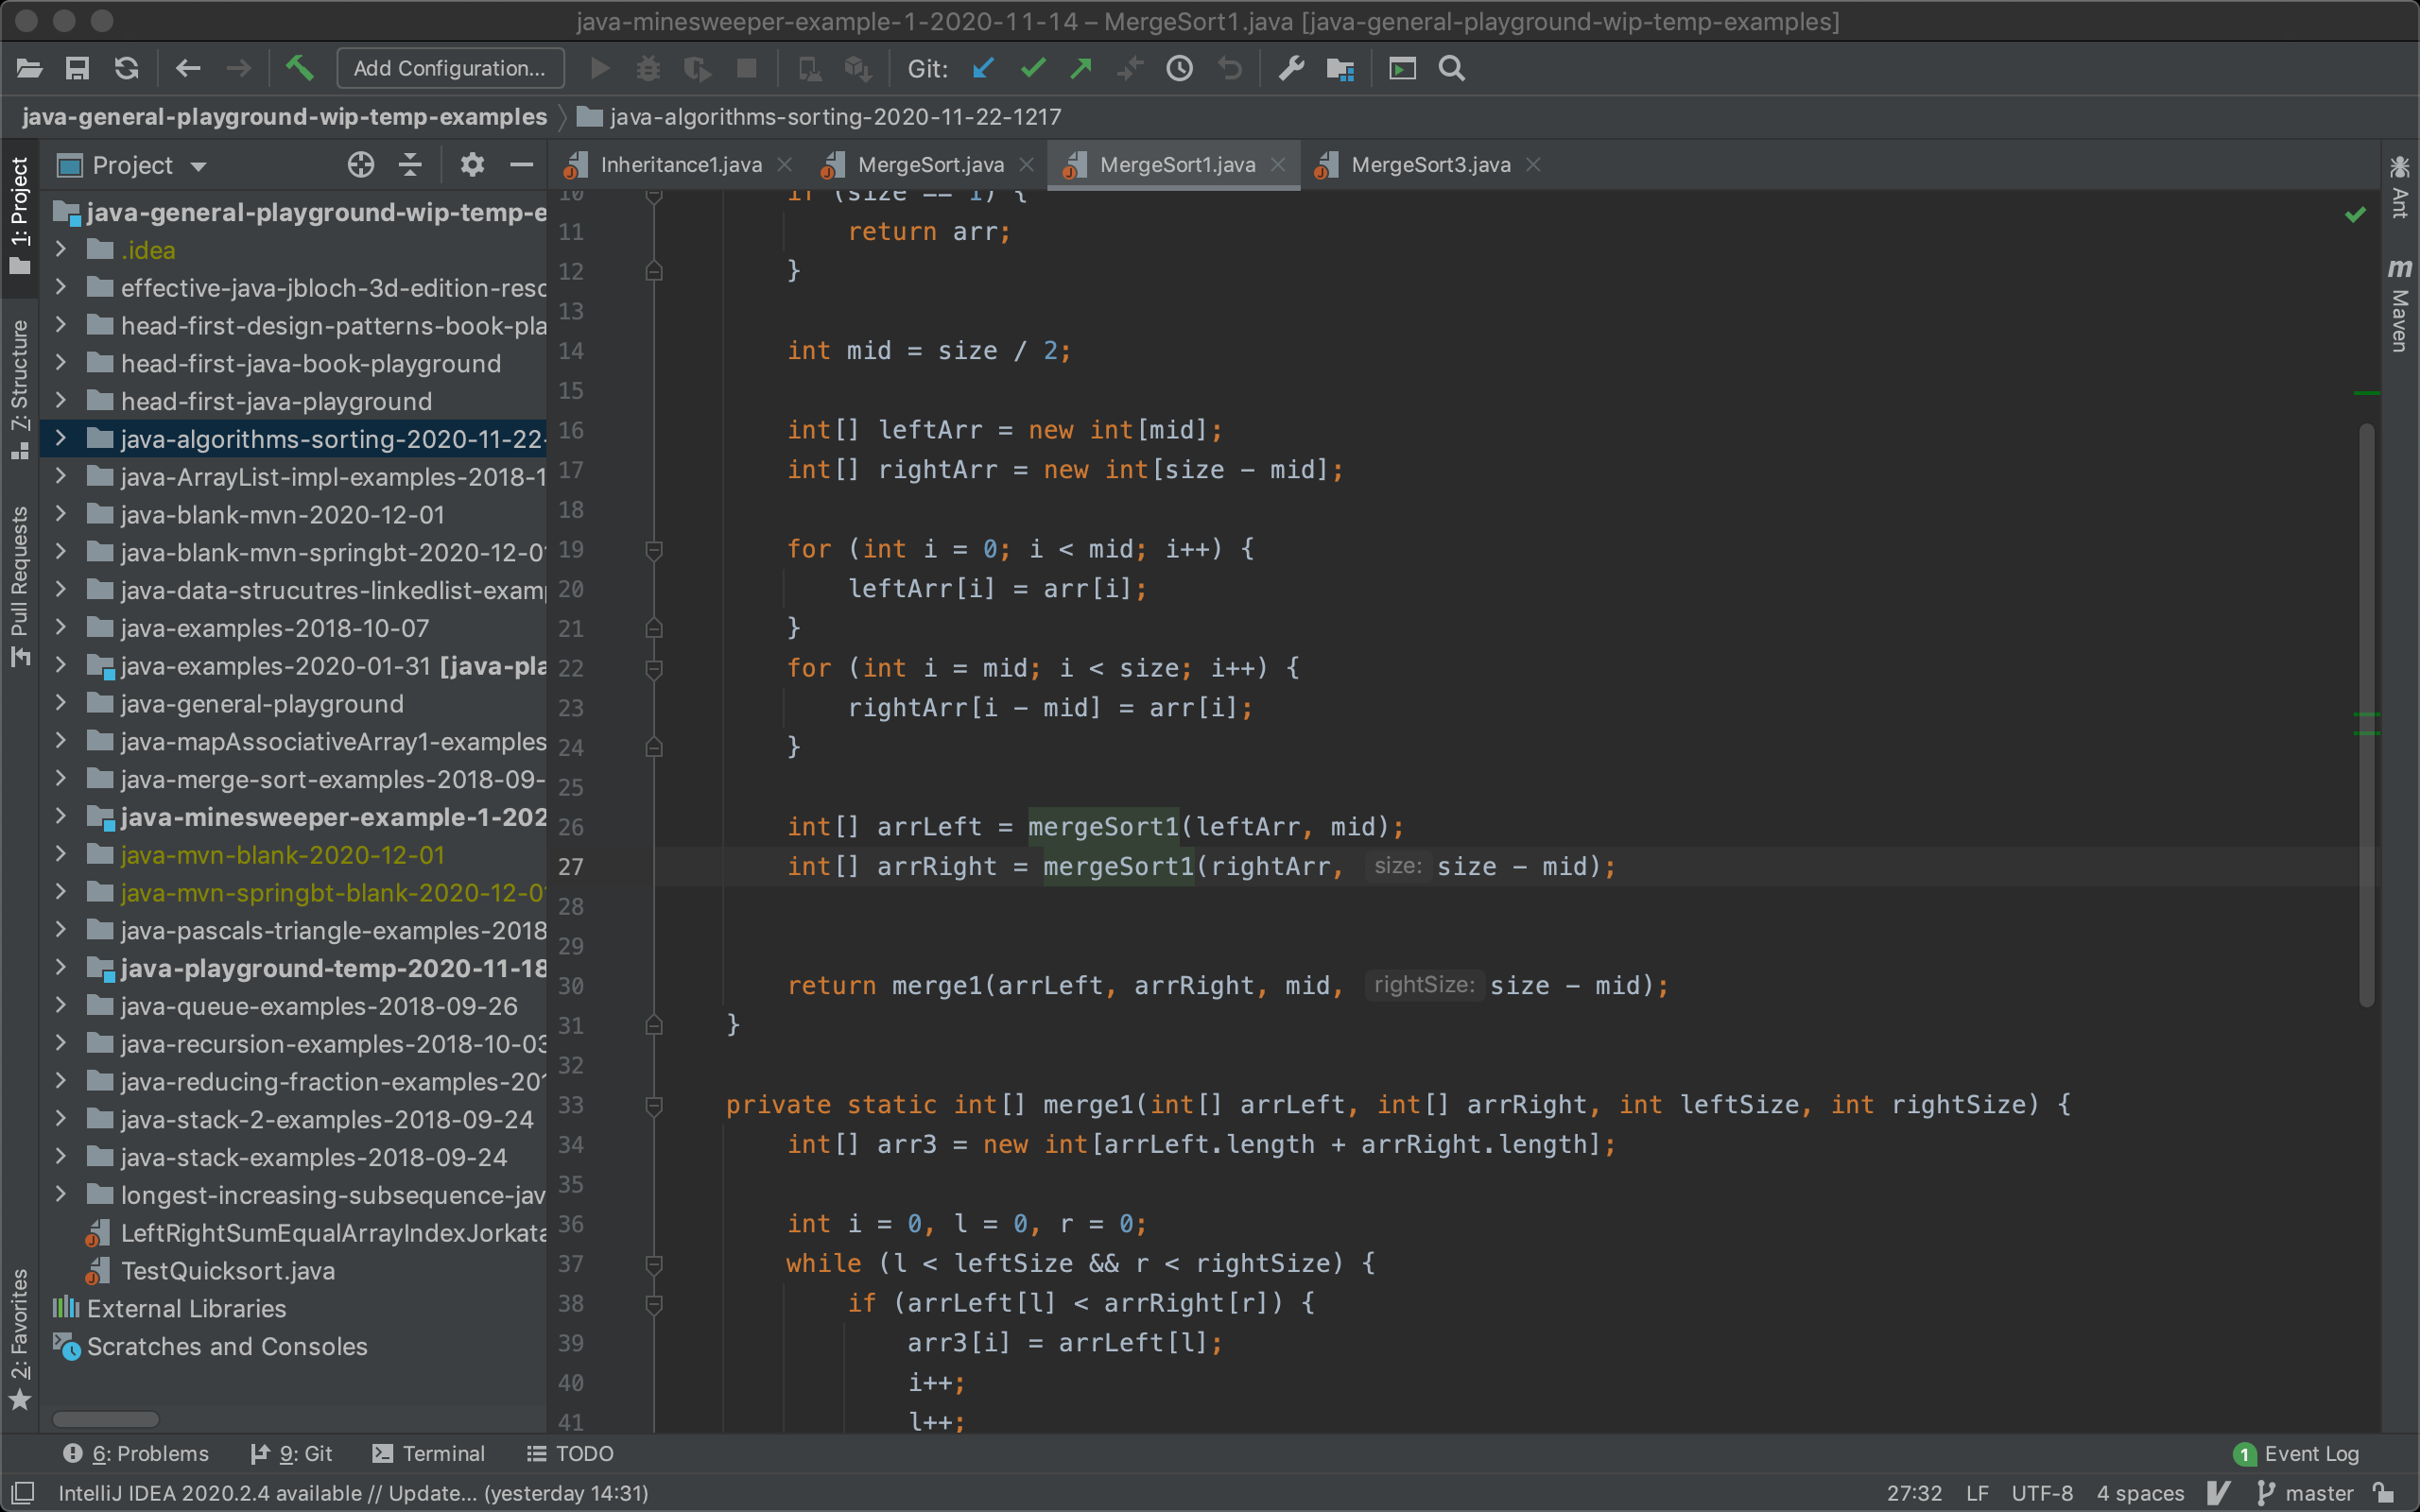 java-minesweeper-example-1-2020-11-14 – MergeSort1.java [java-general-playground-wip-temp-examples]
Add Configuration... Git:
java-general-playground-wip-temp-examples java-algorithms-sorting-2020-11-22-1217
Project
Inheritance1.java MergeSort.java MergeSort1.java MergeSort3.java
1: Project
Z: Structure
Pull Requests
2: Favorites
java-general-playground-wip-temp-e
.idea
effective-java-jbloch-3d-edition-resc
head-first-design-patterns-book-pla
head-first-java-book-playground
head-first-java-playground
java-algorithms-sorting-2020-11-22-
java-ArrayList-impl-examples-2018-1
java-blank-mvn-2020-12-01
java-blank-mvn-springbt-2020-12-0
java-data-strucutres-linkedlist-exam
java-examples-2018-10-07
java-examples-2020-01-31 [java-pla
java-general-playground
java-mapAssociativeArray1-examples
java-merge-sort-examples-2018-09-
java-minesweeper-example-1-202
java-mvn-blank-2020-12-01
java-mvn-springbt-blank-2020-12-0
java-pascals-triangle-examples-2018
java-playground-temp-2020-11-18
java-queue-examples-2018-09-26
java-recursion-examples-2018-10-03
java-reducing-fraction-examples-20
java-stack-2-examples-2018-09-24
java-stack-examples-2018-09-24
longest-increasing-subsequence-jav
LeftRightSumEqualArrayIndexJorkata
TestQuicksort.java
External Libraries
Scratches and Consoles
10 if (size == 1) {
11 return arr;
12 }
13
14 int mid = size / 2;
15
16 int[] leftArr = new int[mid];
17 int[] rightArr = new int[size - mid];
18
19 for (int i = 0; i < mid; i++) {
20 leftArr[i] = arr[i];
21 }
22 for (int i = mid; i < size; i++) {
23 rightArr[i - mid] = arr[i];
24 }
25
26 int[] arrLeft = mergeSort1(leftArr, mid);
27 int[] arrRight = mergeSort1(rightArr, size: size - mid);
28
29
30 return merge1(arrLeft, arrRight, mid, rightSize: size - mid);
31 }
32
33 private static int[] merge1(int[] arrLeft, int[] arrRight, int leftSize, int rightSize) {
34 int[] arr3 = new int[arrLeft.length + arrRight.length];
35
36 int i = 0, l = 0, r = 0;
37 while (l < leftSize && r < rightSize) {
38 if (arrLeft[l] < arrRight[r]) {
39 arr3[i] = arrLeft[l];
40 i++;
41 l++;
Ant
m Maven
6: Problems 9: Git Terminal TODO 1 Event Log
IntelliJ IDEA 2020.2.4 available // Update... (yesterday 14:31) 27:32 LF UTF-8 4 spaces master